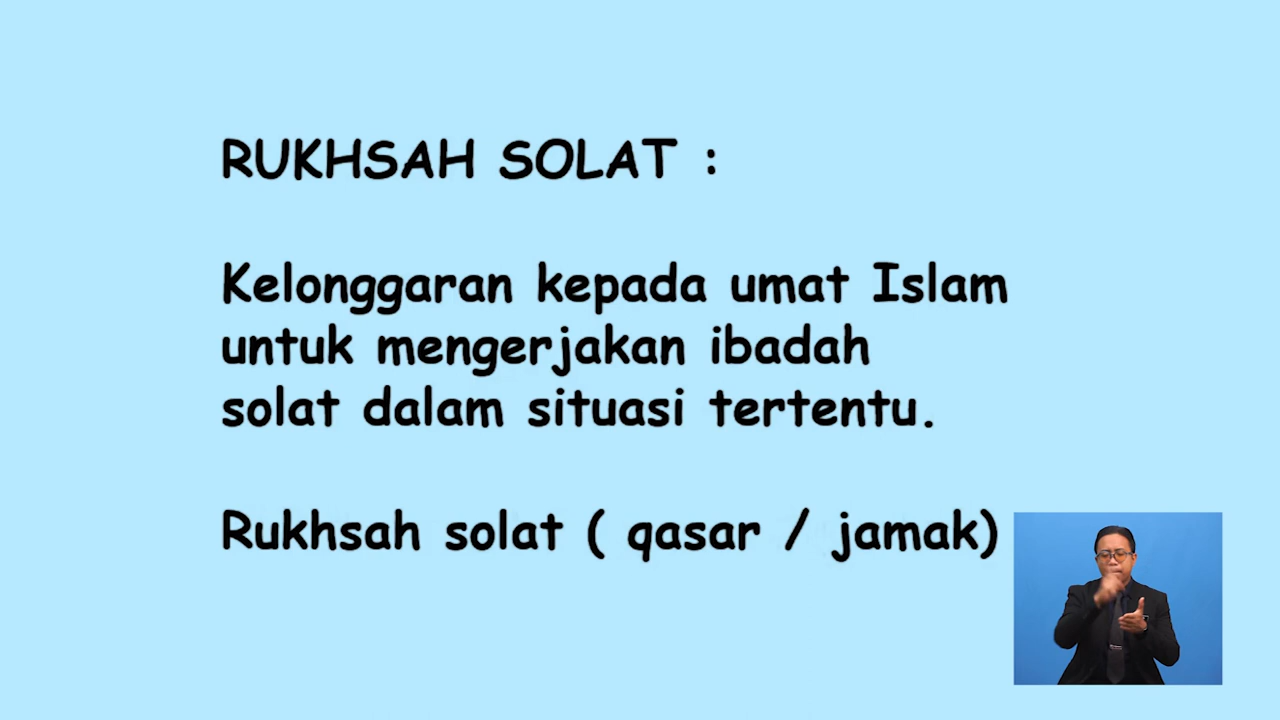 RUKHSAH SOLAT :
Kelonggaran kepada umat Islam
untuk mengerjakan ibadah
solat dalam situasi tertentu.
Rukhsah solat ( qasar / jamak)